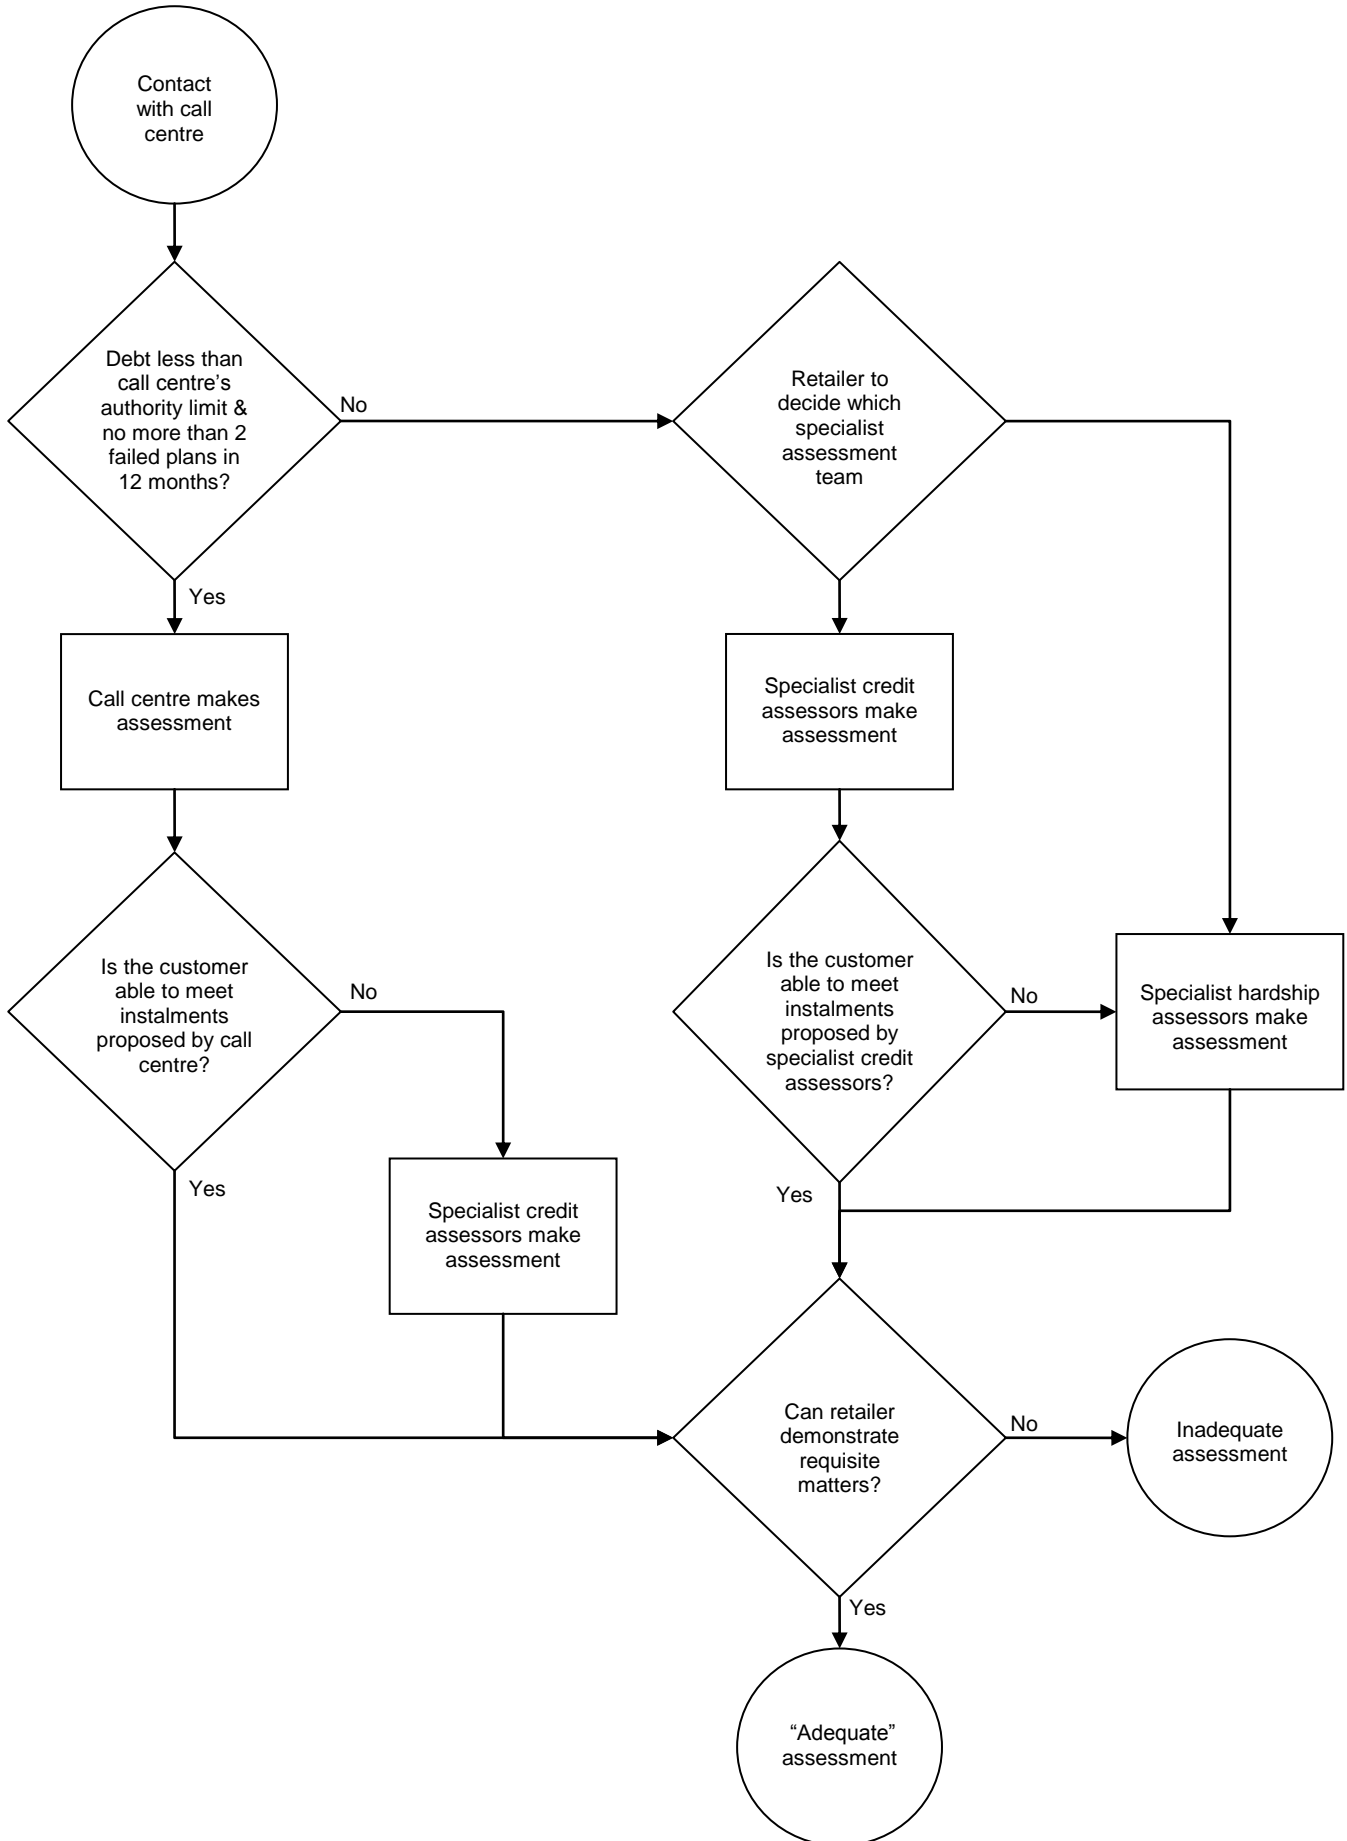 Contact
with call
centre
Debt less than
call centre’s
authority limit &
no more than 2
failed plans in
12 months?
No
Retailer to
decide which
specialist
assessment
team
Yes
Call centre makes
assessment
Specialist credit
assessors make
assessment
Is the customer
able to meet
instalments
proposed by call
centre?
No
Is the customer
able to meet
instalments
proposed by
specialist credit
assessors?
No
Specialist hardship
assessors make
assessment
Yes
Specialist credit
assessors make
assessment
Yes
Can retailer
demonstrate
requisite
matters?
No
Inadequate
assessment
Yes
“Adequate”
assessment